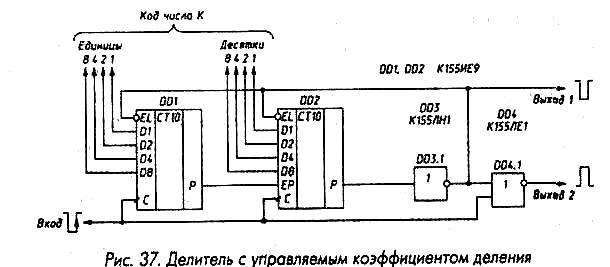 Код числа К
Единицы
8 4 2 1
Десятки
8 4 2 1
DD1, DD2 К155ИЕ9
Выход 1
DD1
DD2
DD3
К155ЛН1
DD4
К155ЛЕ1
EL CT10
D1
D2
D4
D8
P
C
EL CT10
D1
D2
D4
D8
EP
P
C
DD3.1
1
DD4.1
1
Выход 2
Вход
Рис. 37. Делитель с управляемым коэффициентом деления